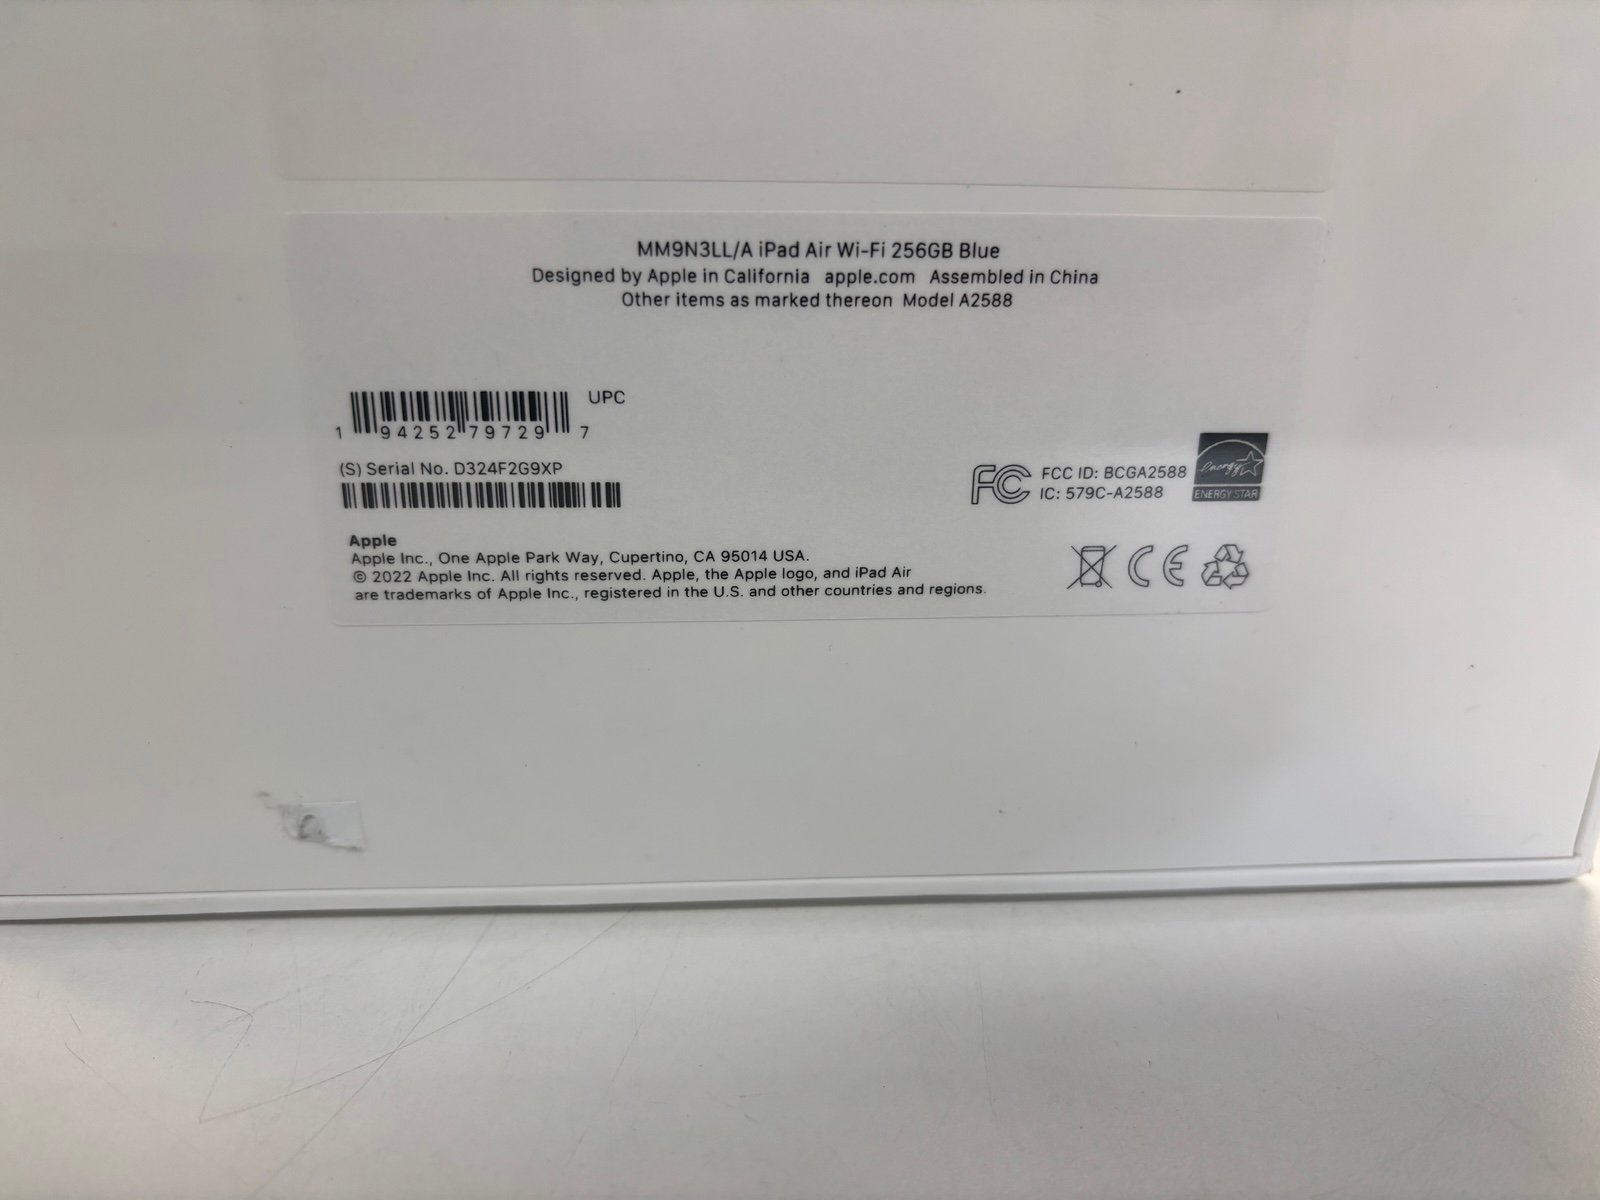 MM9N3LL/A iPad Air Wi-Fi 256GB Blue
Designed by Apple in California apple.com Assembled in China
Other items as marked thereon Model A2588
UPC
1 94252 79729 7
(S) Serial No. D324F2G9XP
FCC ID: BCGA2588
IC: 579C-A2588
energy
ENERGY STAR
Apple
Apple Inc., One Apple Park Way, Cupertino, CA 95014 USA.
© 2022 Apple Inc. All rights reserved. Apple, the Apple logo, and iPad Air
are trademarks of Apple Inc., registered in the U.S. and other countries and regions.